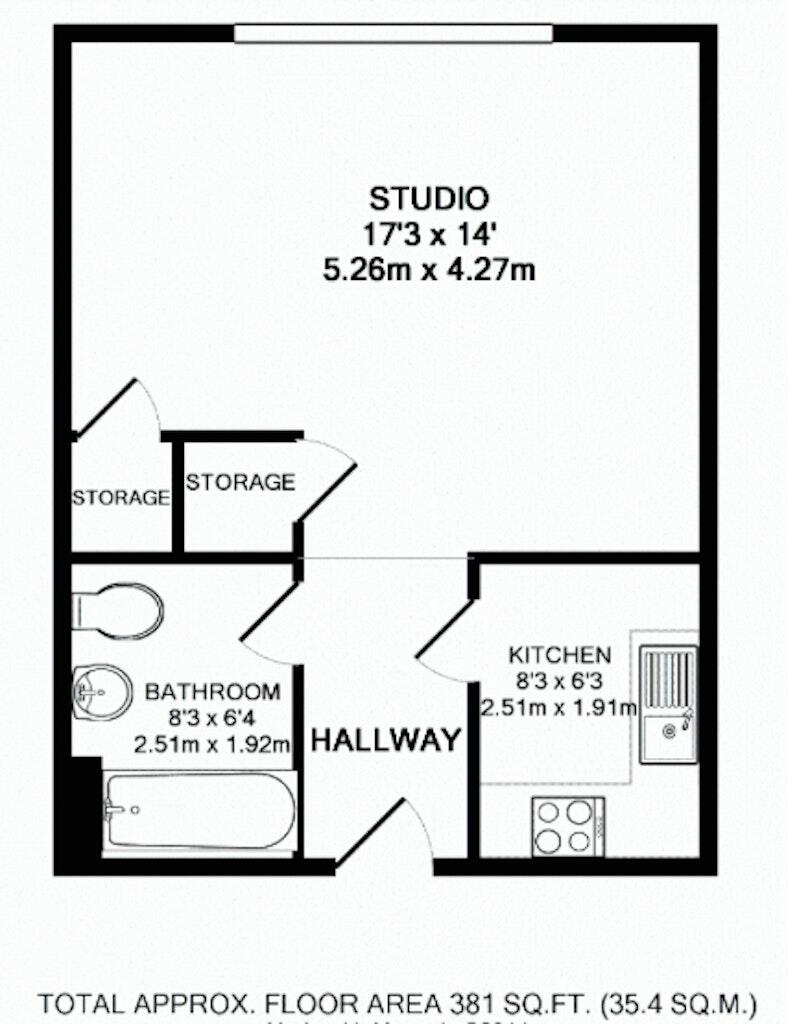 STUDIO
17'3 x 14'
5.26m x 4.27m
STORAGE
STORAGE
KITCHEN
8'3 x 6'3
2.51m x 1.91m
BATHROOM
8'3 x 6'4
2.51m x 1.92m
HALLWAY
TOTAL APPROX. FLOOR AREA 381 SQ.FT. (35.4 SQ.M.)